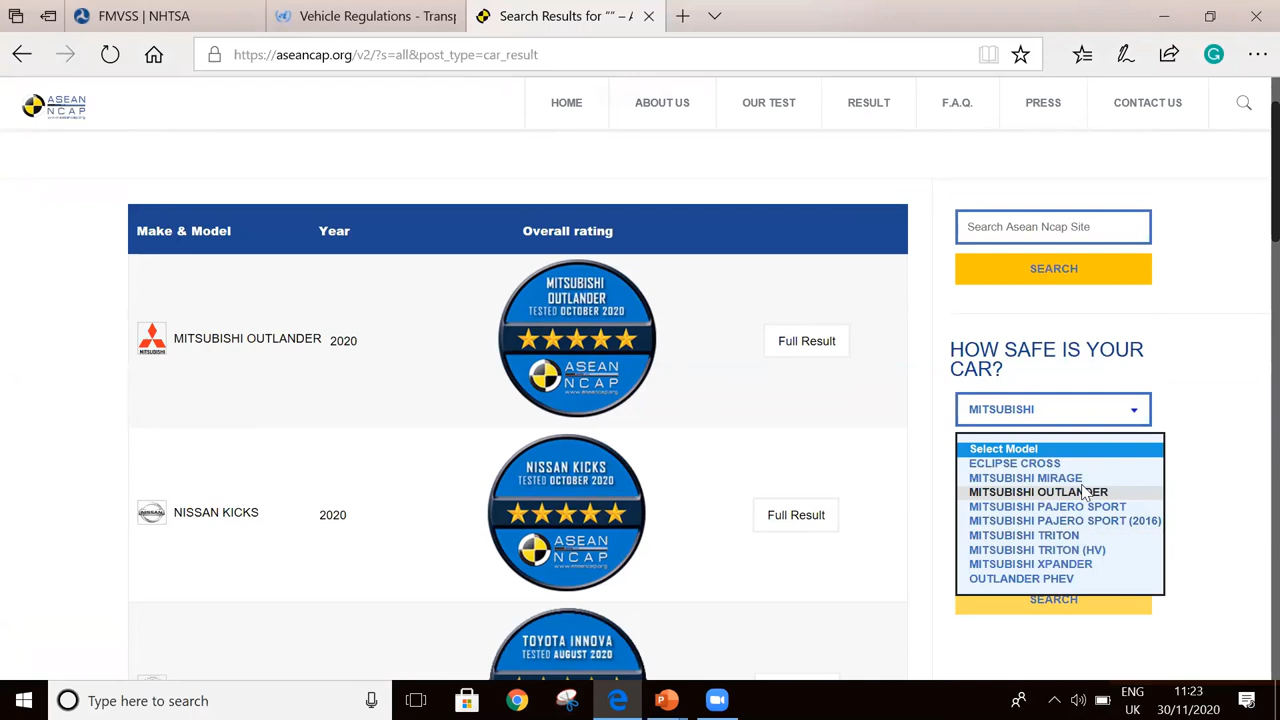 FMVSS | NHTSA
Vehicle Regulations - Transp
Search Results for "" – A
https://aseancap.org/v2/?s=all&post_type=car_result
ASEAN
NCAP
HOME
ABOUT US
OUR TEST
RESULT
F.A.Q.
PRESS
CONTACT US
Make & Model
Year
Overall rating
MITSUBISHI
OUTLANDER
TESTED OCTOBER 2020
ASEAN
NCAP
MITSUBISHI
MITSUBISHI OUTLANDER
2020
Full Result
NISSAN KICKS
TESTED OCTOBER 2020
ASEAN
NCAP
NISSAN KICKS
2020
Full Result
TOYOTA INNOVA
TESTED AUGUST 2020
Search Asean Ncap Site
SEARCH
HOW SAFE IS YOUR
CAR?
MITSUBISHI
Select Model
ECLIPSE CROSS
MITSUBISHI MIRAGE
MITSUBISHI OUTLANDER
MITSUBISHI PAJERO SPORT
MITSUBISHI PAJERO SPORT (2016)
MITSUBISHI TRITON
MITSUBISHI TRITON (HV)
MITSUBISHI XPANDER
OUTLANDER PHEV
SEARCH
Type here to search
ENG
UK
11:23
30/11/2020